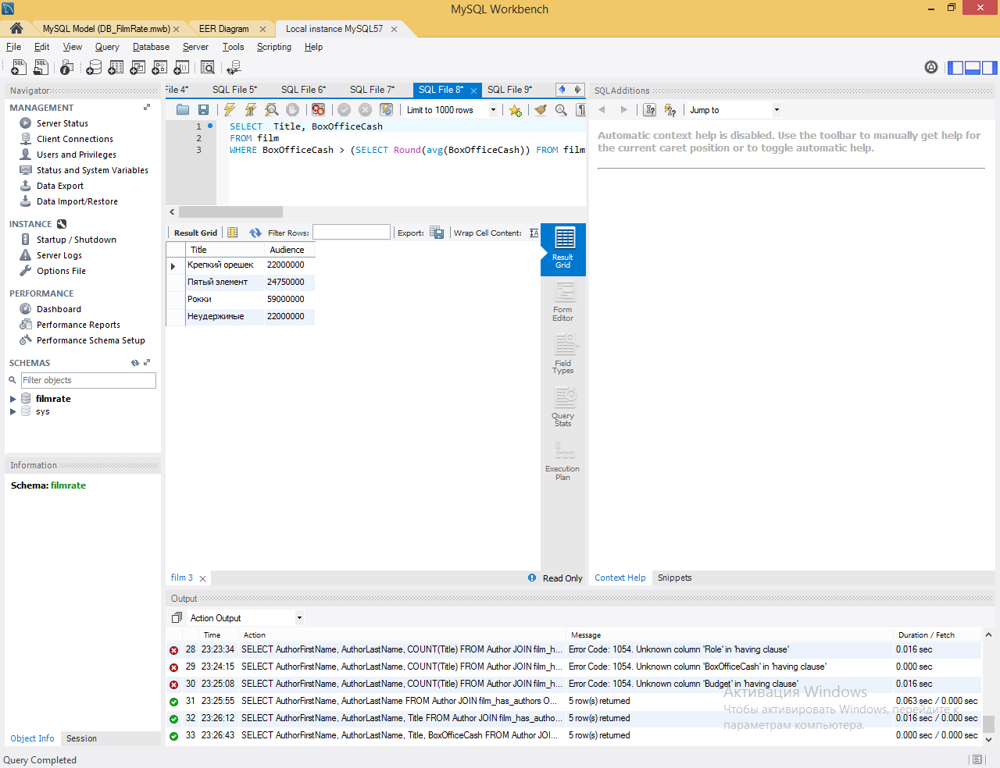 MySQL Workbench
MySQL Model (DB_FilmRate.mwb)
EER Diagram
Local instance MySQL57
File Edit View Query Database Server Tools Scripting Help
Navigator
MANAGEMENT
Server Status
Client Connections
Users and Privileges
Status and System Variables
Data Export
Data Import/Restore
INSTANCE
Startup / Shutdown
Server Logs
Options File
PERFORMANCE
Dashboard
Performance Reports
Performance Schema Setup
SCHEMAS
Filter objects
filmrate
sys
Information
Schema: filmrate
Object Info Session
Query Completed
File 4* SQL File 5* SQL File 6* SQL File 7* SQL File 8* SQL File 9*
Limit to 1000 rows
1 SELECT Title, BoxOfficeCash
2 FROM film
3 WHERE BoxOfficeCash > (SELECT Round(avg(BoxOfficeCash)) FROM film
Result Grid Filter Rows: Export: Wrap Cell Content:
Title Audience
Крепкий орешек 22000000
Пятый элемент 24750000
Рокки 59000000
Неудержимые 22000000
Result
Grid
Form
Editor
Field
Types
Query
Stats
Execution
Plan
film 3
Read Only
SQLAdditions
Jump to
Automatic context help is disabled. Use the toolbar to manually get help for
the current caret position or to toggle automatic help.
Context Help Snippets
Output
Action Output
Time Action Message Duration / Fetch
28 23:23:34 SELECT AuthorFirstName, AuthorLastName, COUNT(Title) FROM Author JOIN film_h... Error Code: 1054. Unknown column 'Role' in 'having clause' 0.016 sec
29 23:24:15 SELECT AuthorFirstName, AuthorLastName, COUNT(Title) FROM Author JOIN film_h... Error Code: 1054. Unknown column 'BoxOfficeCash' in 'having clause' 0.000 sec
30 23:25:08 SELECT AuthorFirstName, AuthorLastName, COUNT(Title) FROM Author JOIN film_h... Error Code: 1054. Unknown column 'Budget' in 'having clause' 0.016 sec
31 23:25:55 SELECT AuthorFirstName, AuthorLastName FROM Author JOIN film_has_authors O... 5 row(s) returned 0.063 sec / 0.000 sec
32 23:26:12 SELECT AuthorFirstName, AuthorLastName, Title FROM Author JOIN film_has_autho... 5 row(s) returned 0.016 sec / 0.000 sec
33 23:26:43 SELECT AuthorFirstName, AuthorLastName, Title, BoxOfficeCash FROM Author JOI... 5 row(s) returned 0.000 sec / 0.000 sec
Активация Windows
Чтобы активировать Windows, перейдите к
параметрам компьютера.